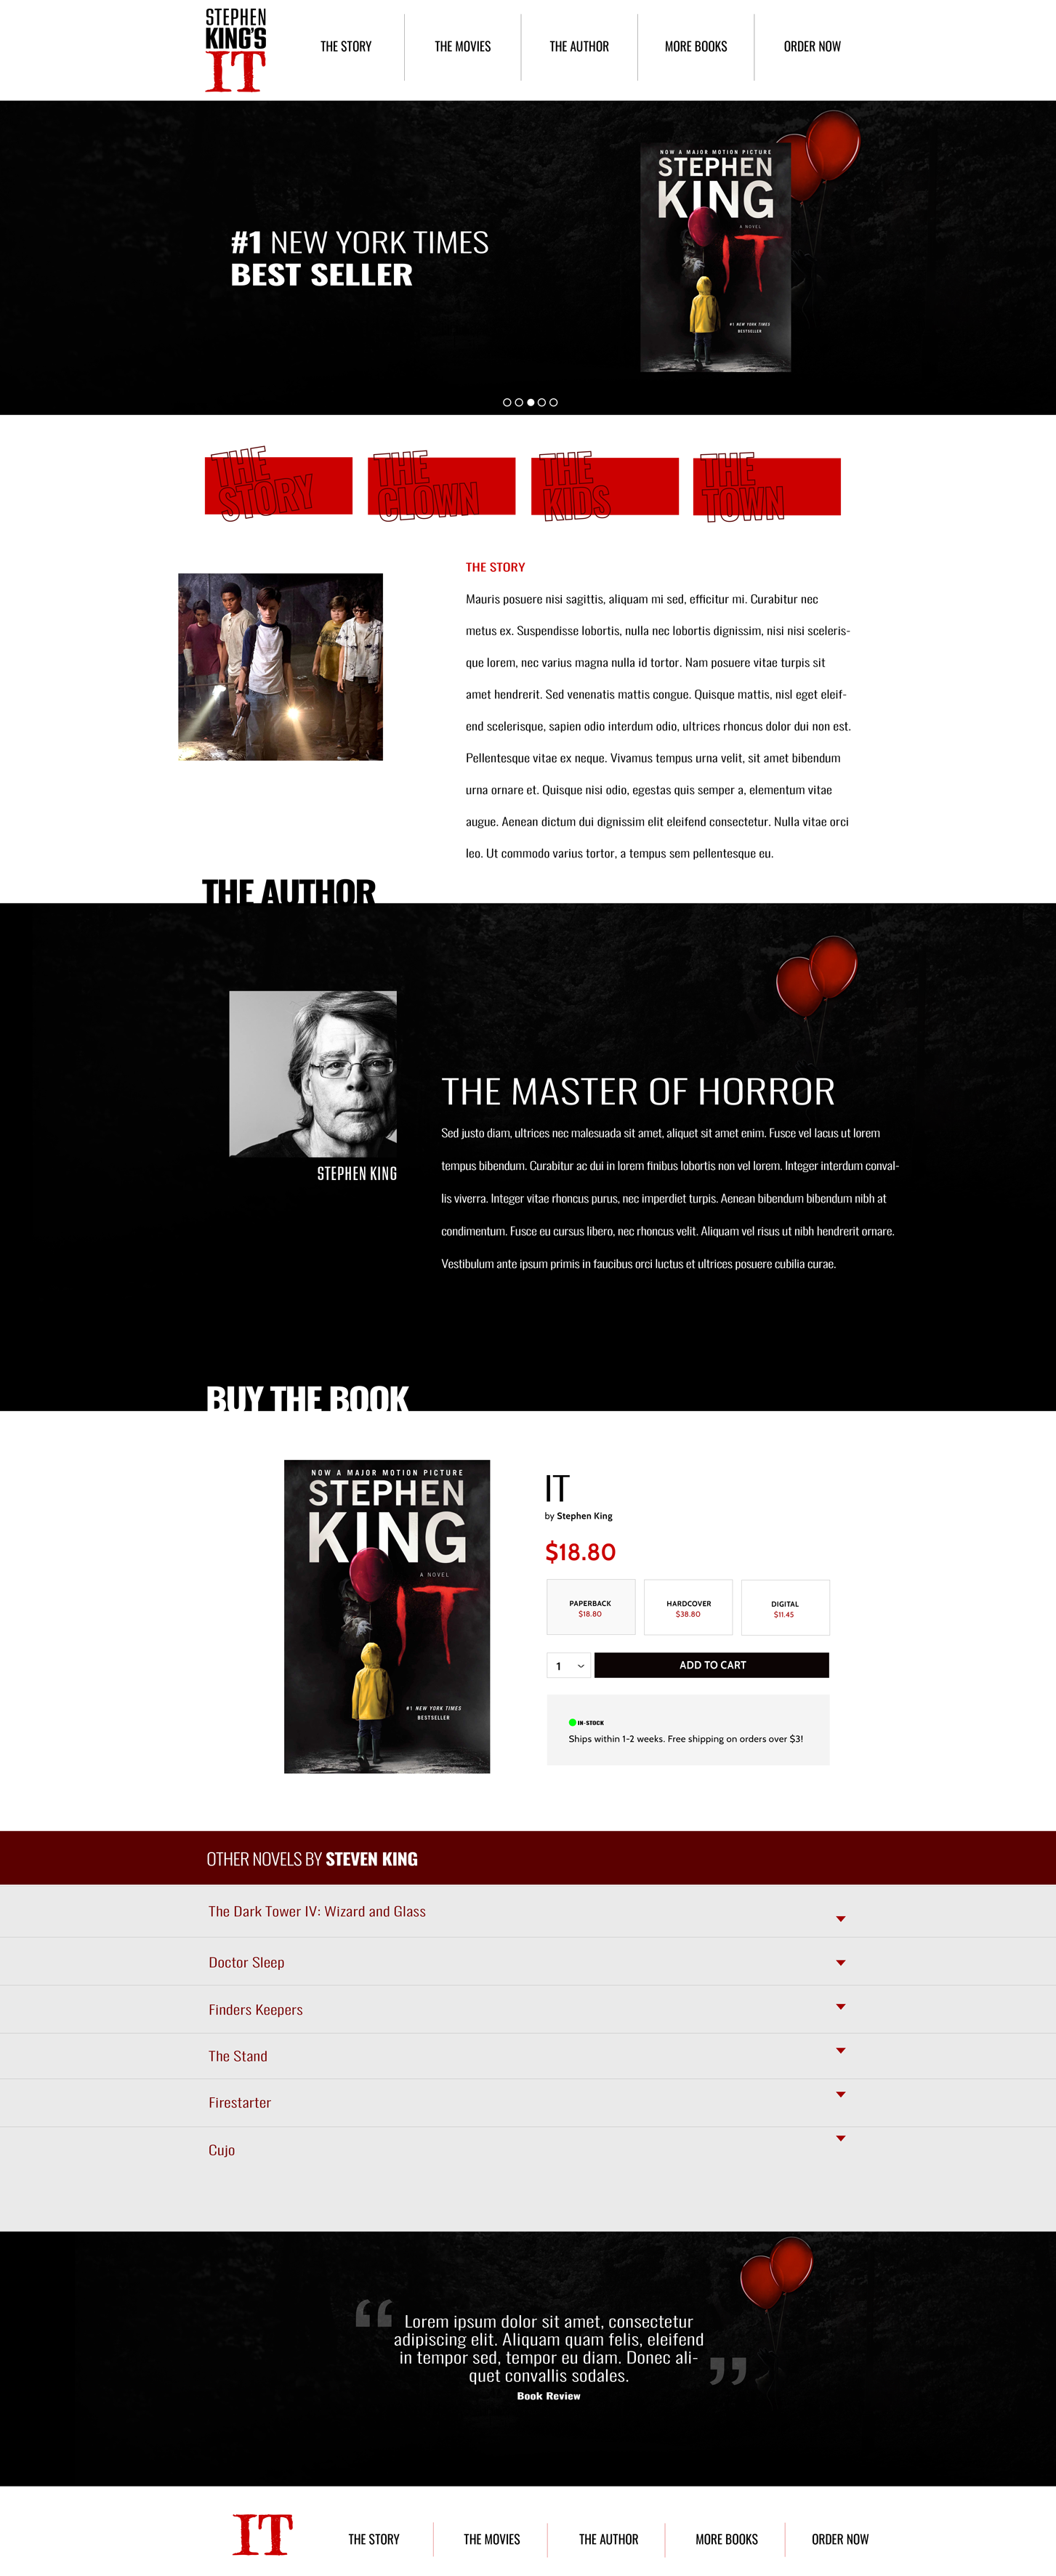 STEPHEN
KING'S
IT
THE STORY
THE MOVIES
THE AUTHOR
MORE BOOKS
ORDER NOW
#1 NEW YORK TIMES
BEST SELLER
NOW A MAJOR MOTION PICTURE
STEPHEN
KING
A NOVEL
IT
#1 NEW YORK TIMES
BESTSELLER
THE
STORY
THE
CLOWN
THE
KIDS
THE
TOWN
THE STORY
Mauris posuere nisi sagittis, aliquam mi sed, efficitur mi. Curabitur nec
metus ex. Suspendisse lobortis, nulla nec lobortis dignissim, nisi nisi sceleris-
que lorem, nec varius magna nulla id tortor. Nam posuere vitae turpis sit
amet hendrerit. Sed venenatis mattis congue. Quisque mattis, nisl eget eleif-
end scelerisque, sapien odio interdum odio, ultrices rhoncus dolor dui non est.
Pellentesque vitae ex neque. Vivamus tempus urna velit, sit amet bibendum
urna ornare et. Quisque nisi odio, egestas quis semper a, elementum vitae
augue. Aenean dictum dui dignissim elit eleifend consectetur. Nulla vitae orci
leo. Ut commodo varius tortor, a tempus sem pellentesque eu.
THE AUTHOR
STEPHEN KING
THE MASTER OF HORROR
Sed justo diam, ultrices nec malesuada sit amet, aliquet sit amet enim. Fusce vel lacus ut lorem
tempus bibendum. Curabitur ac dui in lorem finibus lobortis non vel lorem. Integer interdum conval-
lis viverra. Integer vitae rhoncus purus, nec imperdiet turpis. Aenean bibendum bibendum nibh at
condimentum. Fusce eu cursus libero, nec rhoncus velit. Aliquam vel risus ut nibh hendrerit ornare.
Vestibulum ante ipsum primis in faucibus orci luctus et ultrices posuere cubilia curae.
BUY THE BOOK
NOW A MAJOR MOTION PICTURE
STEPHEN
KING
A NOVEL
IT
#1 NEW YORK TIMES
BESTSELLER
IT
by Stephen King
$18.80
PAPERBACK
$18.80
HARDCOVER
$38.80
DIGITAL
$11.45
1
ADD TO CART
IN-STOCK
Ships within 1-2 weeks. Free shipping on orders over $3!
OTHER NOVELS BY STEVEN KING
The Dark Tower IV: Wizard and Glass
Doctor Sleep
Finders Keepers
The Stand
Firestarter
Cujo
“ Lorem ipsum dolor sit amet, consectetur
adipiscing elit. Aliquam quam felis, eleifend
in tempor sed, tempor eu diam. Donec ali-
quet convallis sodales. ”
Book Review
IT
THE STORY
THE MOVIES
THE AUTHOR
MORE BOOKS
ORDER NOW